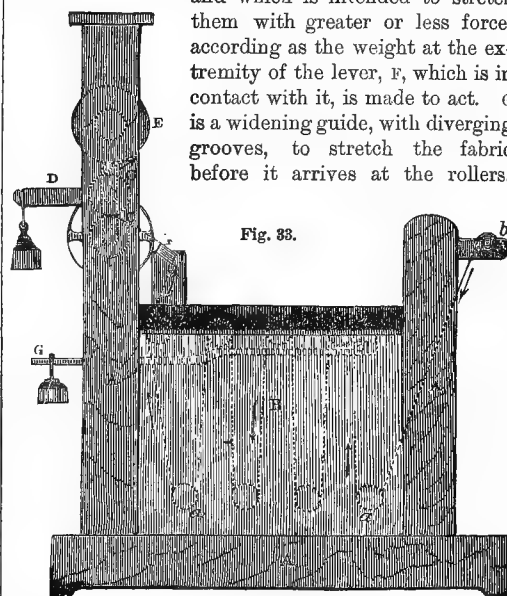 and which is intended to stretch
them with greater or less force,
according as the weight at the ex-
tremity of the lever, F, which is in
contact with it, is made to act.
is a widening guide, with diverging
grooves, to stretch the fabric
before it arrives at the rollers.
E
D
Fig. 33.
b
r
G
H
a
a
A